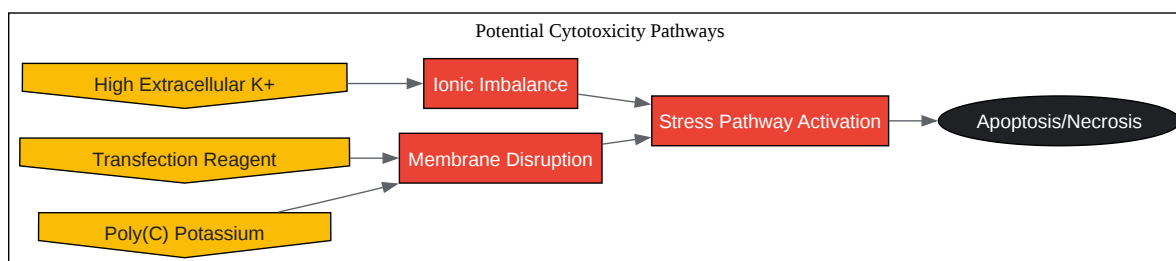 Potential Cytotoxicity Pathways
High Extracellular K+
Ionic Imbalance
Stress Pathway Activation
Apoptosis/Necrosis
Transfection Reagent
Membrane Disruption
Poly(C) Potassium